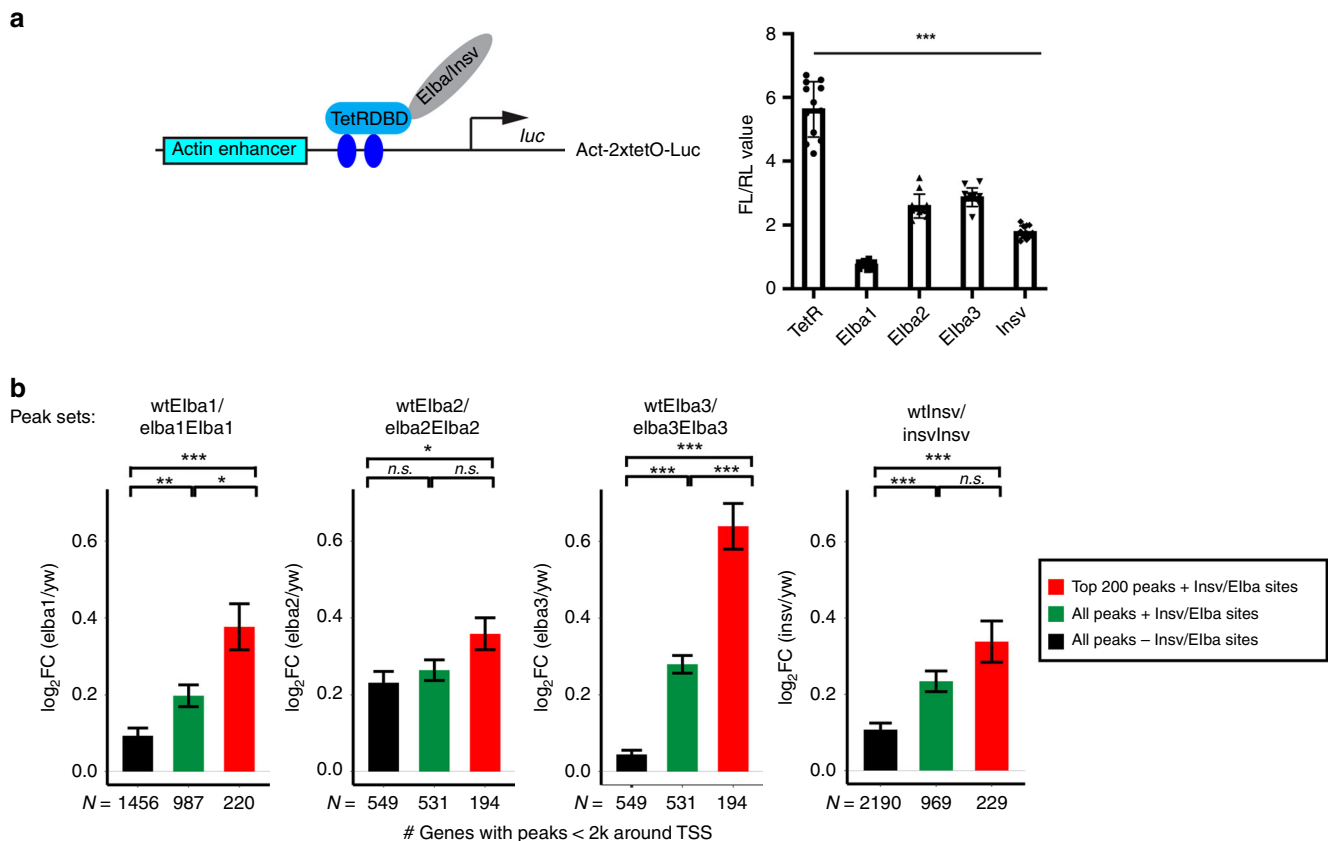 a
Elba/Insv
TetRDBD
luc
Actin enhancer
Act-2xtetO-Luc
8
6
4
2
0
FL/RL value
***
TetR
Elba1
Elba2
Elba3
Insv
b
Peak sets:
wtElba1/
elba1Elba1
***
** *
0.6
0.4
0.2
0.0
log2FC (elba1/yw)
N = 1456 987 220
wtElba2/
elba2Elba2
*
n.s. n.s.
0.6
0.4
0.2
0.0
log2FC (elba2/yw)
N = 549 531 194
wtElba3/
elba3Elba3
***
*** ***
0.6
0.4
0.2
0.0
log2FC (elba3/yw)
N = 549 531 194
wtInsv/
insvInsv
***
*** n.s.
0.6
0.4
0.2
0.0
log2FC (insv/yw)
N = 2190 969 229
Top 200 peaks + Insv/Elba sites
All peaks + Insv/Elba sites
All peaks – Insv/Elba sites
# Genes with peaks < 2k around TSS